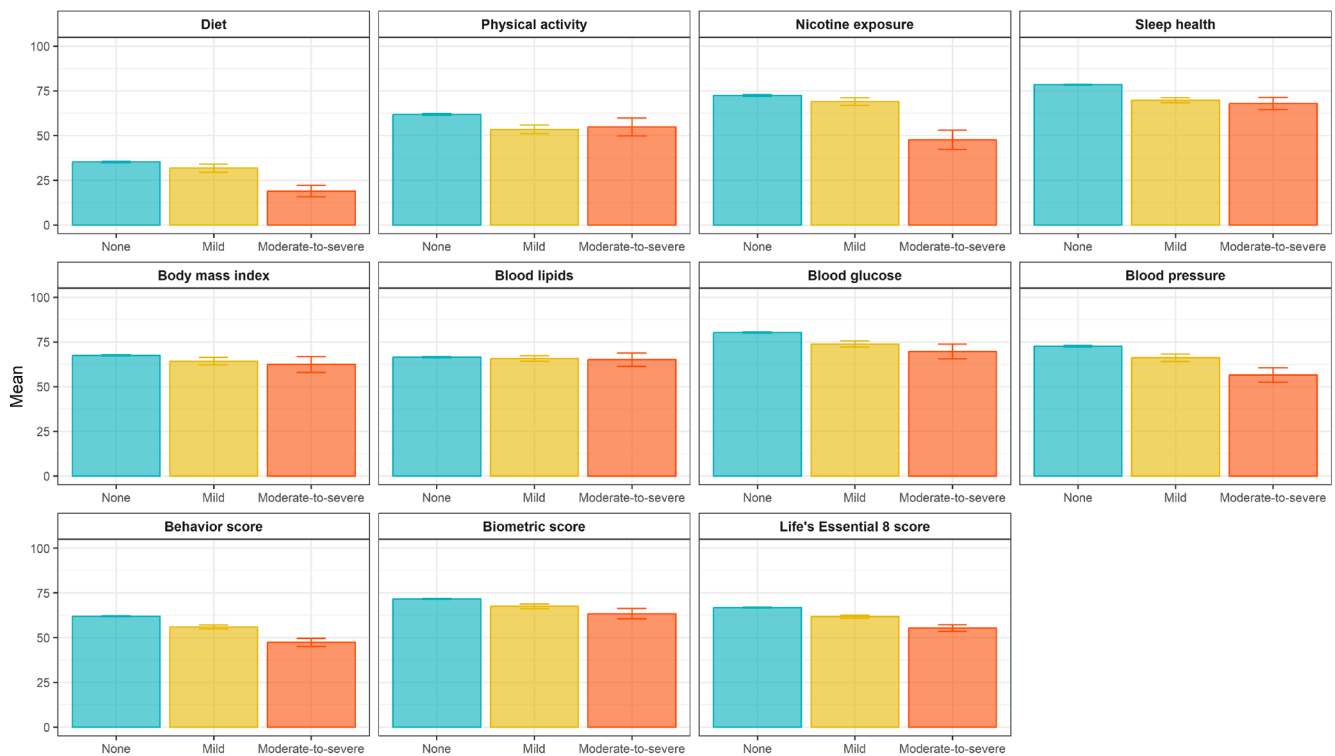 Diet Physical activity Nicotine exposure Sleep health
100
75
50
25
0
None Mild Moderate-to-severe None Mild Moderate-to-severe None Mild Moderate-to-severe None Mild Moderate-to-severe
Body mass index Blood lipids Blood glucose Blood pressure
Mean
100
75
50
25
0
None Mild Moderate-to-severe None Mild Moderate-to-severe None Mild Moderate-to-severe None Mild Moderate-to-severe
Behavior score Biometric score Life's Essential 8 score
100
75
50
25
0
None Mild Moderate-to-severe None Mild Moderate-to-severe None Mild Moderate-to-severe